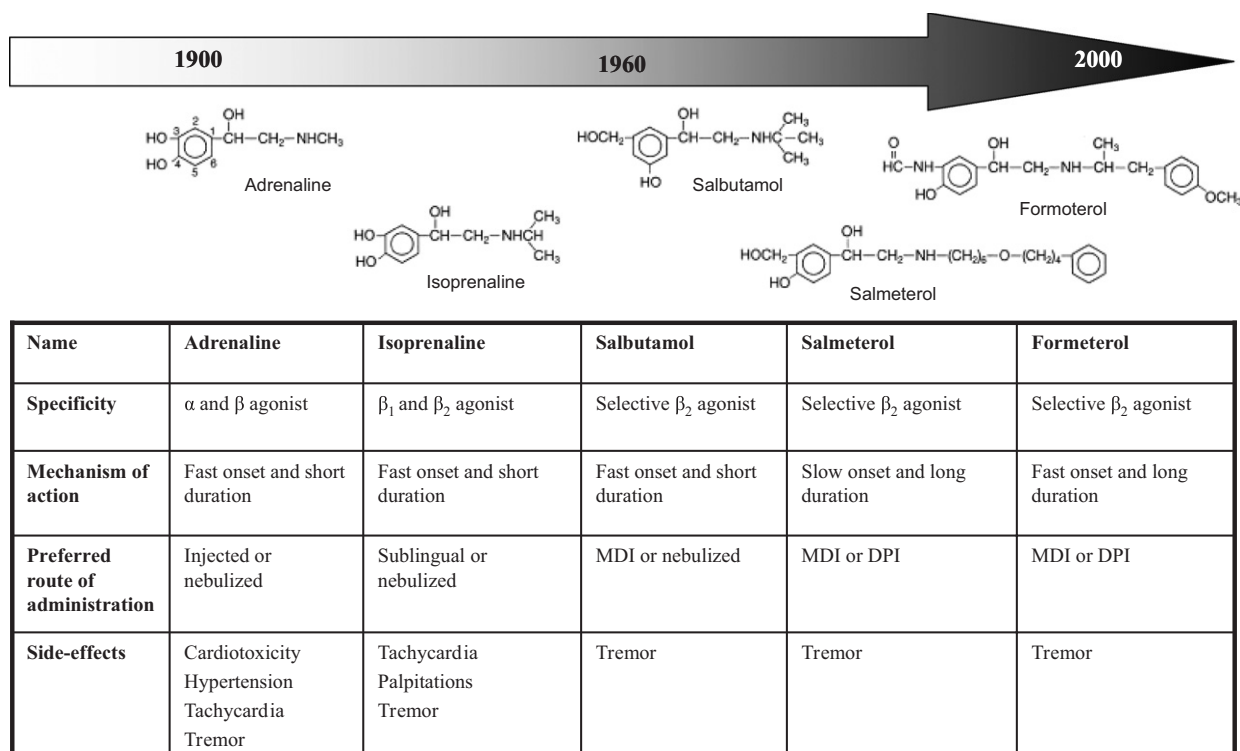 1900
1960
2000
OH
HO 3 2 1 CH—CH₂—NHCH₃
HO 4 5 6
Adrenaline
OH
HO CH—CH₂—NHCH CH₃
HO CH₃
Isoprenaline
OH CH₃
HOCH₂ CH—CH₂—NHC—CH₃
HO CH₃
Salbutamol
O OH CH₃
HC—NH CH—CH₂—NH—CH—CH₂
HO OCH₃
Formoterol
OH
HOCH₂ CH—CH₂—NH—(CH₂)₆—O—(CH₂)₄
HO
Salmeterol
Name
Adrenaline
Isoprenaline
Salbutamol
Salmeterol
Formeterol
Specificity
α and β agonist
β₁ and β₂ agonist
Selective β₂ agonist
Selective β₂ agonist
Selective β₂ agonist
Mechanism of
action
Fast onset and short
duration
Fast onset and short
duration
Fast onset and short
duration
Slow onset and long
duration
Fast onset and long
duration
Preferred
route of
administration
Injected or
nebulized
Sublingual or
nebulized
MDI or nebulized
MDI or DPI
MDI or DPI
Side-effects
Cardiotoxicity
Hypertension
Tachycardia
Tremor
Tachycardia
Palpitations
Tremor
Tremor
Tremor
Tremor